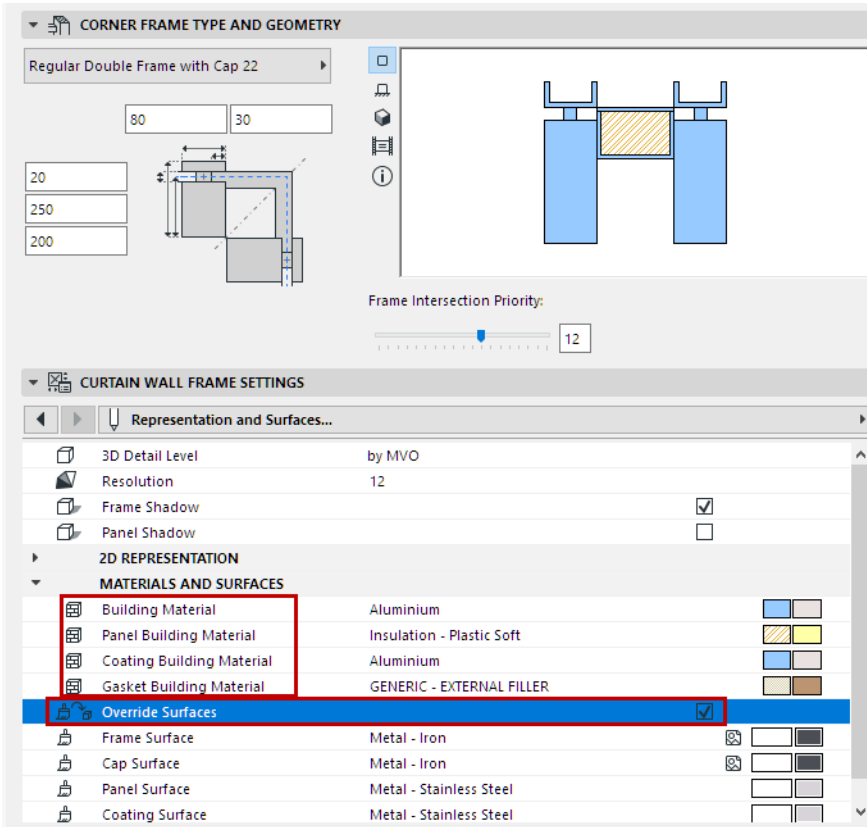 CORNER FRAME TYPE AND GEOMETRY
Regular Double Frame with Cap 22
80 30
20
250
200
Frame Intersection Priority:
12
CURTAIN WALL FRAME SETTINGS
Representation and Surfaces...
3D Detail Level by MVO
Resolution 12
Frame Shadow
Panel Shadow
2D REPRESENTATION
MATERIALS AND SURFACES
Building Material Aluminium
Panel Building Material Insulation - Plastic Soft
Coating Building Material Aluminium
Gasket Building Material GENERIC - EXTERNAL FILLER
Override Surfaces
Frame Surface Metal - Iron
Cap Surface Metal - Iron
Panel Surface Metal - Stainless Steel
Coating Surface Metal - Stainless Steel